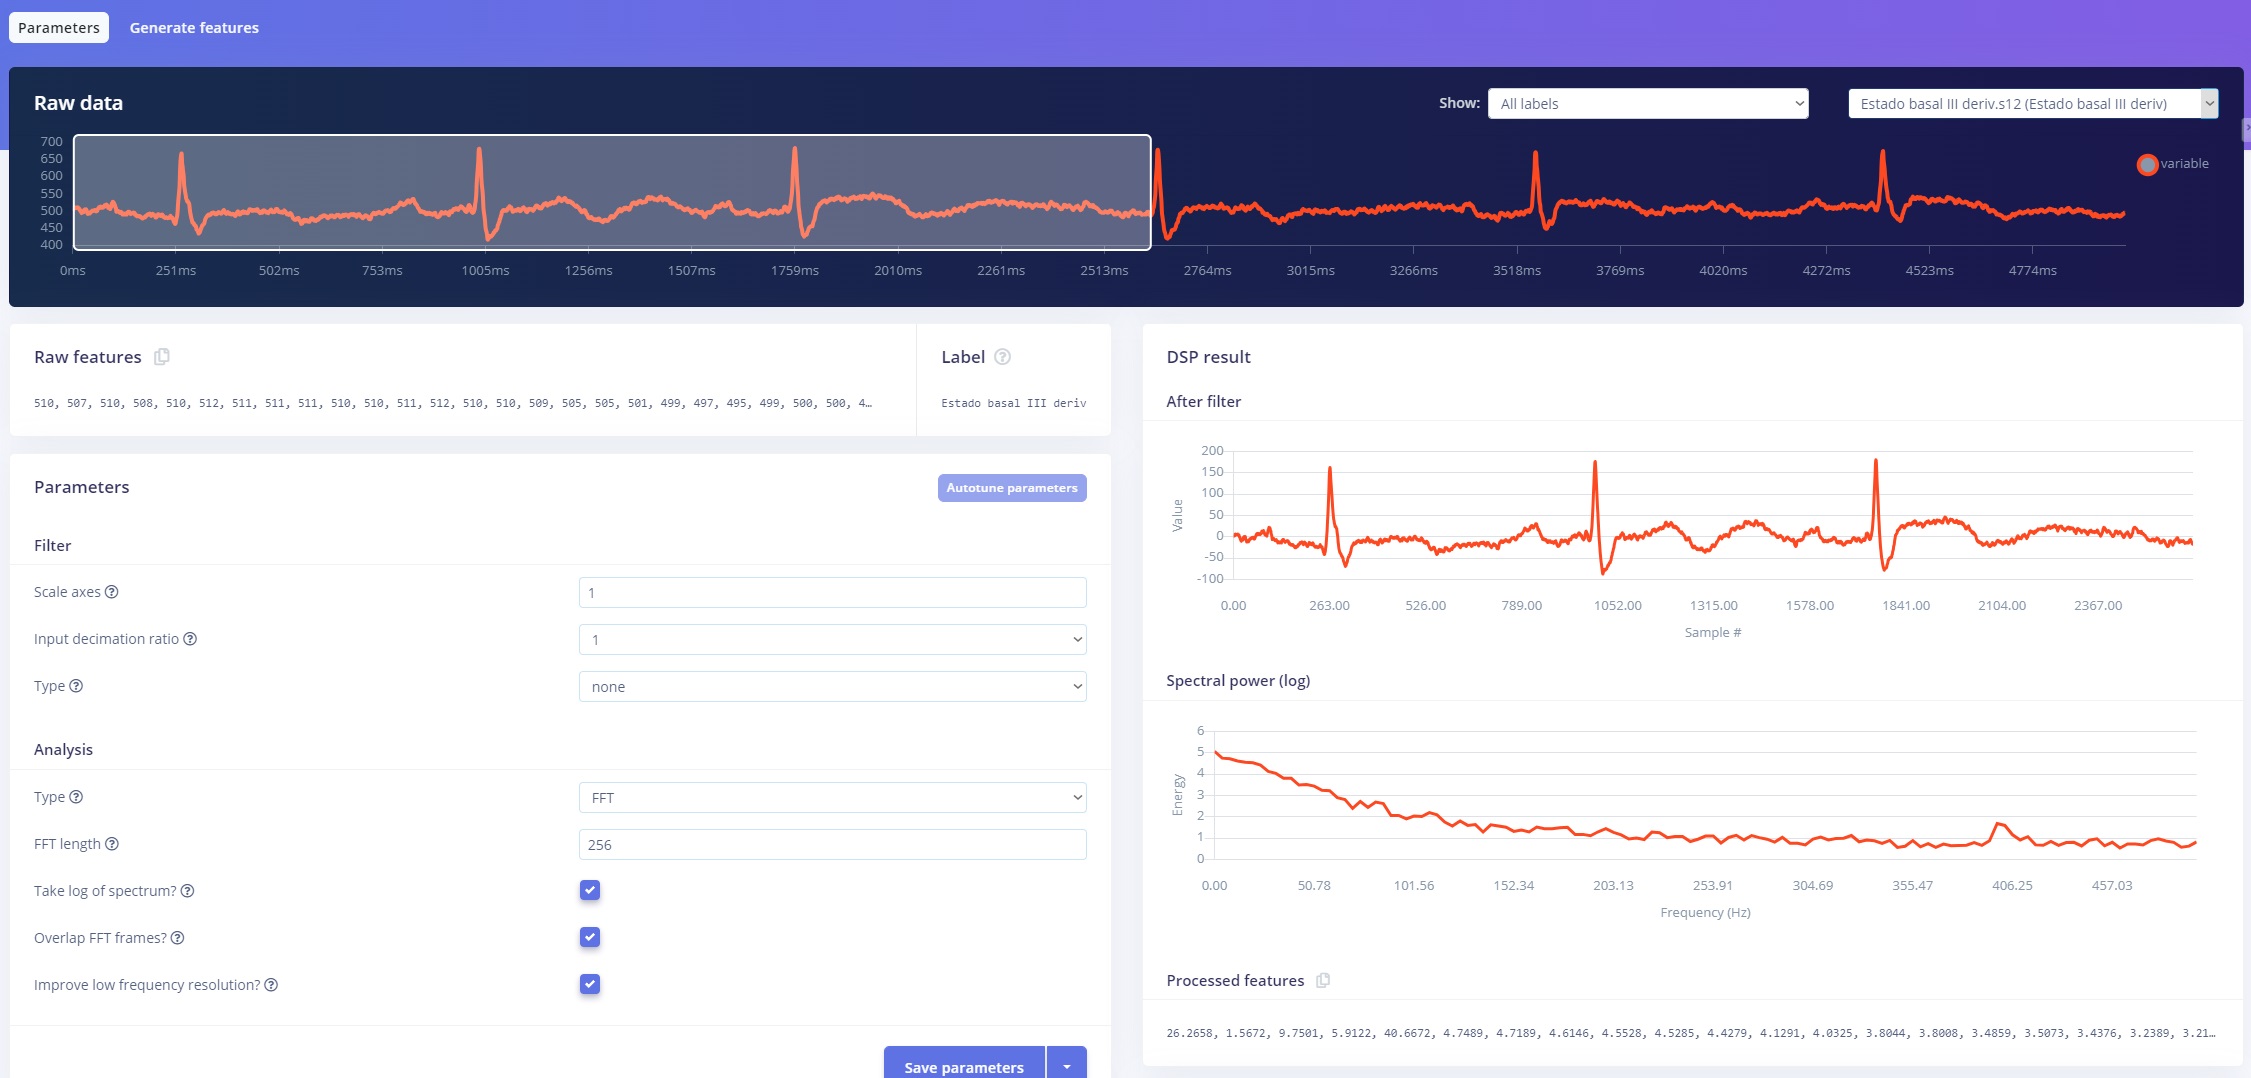 Parameters Generate features
Raw data
Show: All labels Estado basal III deriv.s12 (Estado basal III deriv)
700
650
600
550
500
450
400
variable
0ms 251ms 502ms 753ms 1005ms 1256ms 1507ms 1759ms 2010ms 2261ms 2513ms 2764ms 3015ms 3266ms 3518ms 3769ms 4020ms 4272ms 4523ms 4774ms
Raw features
510, 507, 510, 508, 510, 512, 511, 511, 511, 510, 510, 511, 512, 510, 510, 509, 505, 505, 501, 499, 497, 495, 499, 500, 500, 4…
Label
Estado basal III deriv
Parameters
Autotune parameters
Filter
Scale axes 1
Input decimation ratio 1
Type none
Analysis
Type FFT
FFT length 256
Take log of spectrum?
Overlap FFT frames?
Improve low frequency resolution?
Save parameters
DSP result
After filter
200
150
100
50
0
-50
-100
Value
0.00 263.00 526.00 789.00 1052.00 1315.00 1578.00 1841.00 2104.00 2367.00
Sample #
Spectral power (log)
6
5
4
3
2
1
0
Energy
0.00 50.78 101.56 152.34 203.13 253.91 304.69 355.47 406.25 457.03
Frequency (Hz)
Processed features
26.2658, 1.5672, 9.7501, 5.9122, 40.6672, 4.7489, 4.7189, 4.6146, 4.5528, 4.5285, 4.4279, 4.1291, 4.0325, 3.8044, 3.8008, 3.4859, 3.5073, 3.4376, 3.2389, 3.21…